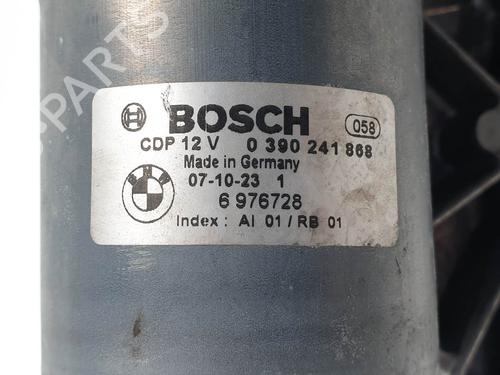 PARTS
BOSCH
058
CDP 12 V 0 390 241 868
Made in Germany
07-10-23 1
6 976728
Index : AI 01 / RB 01